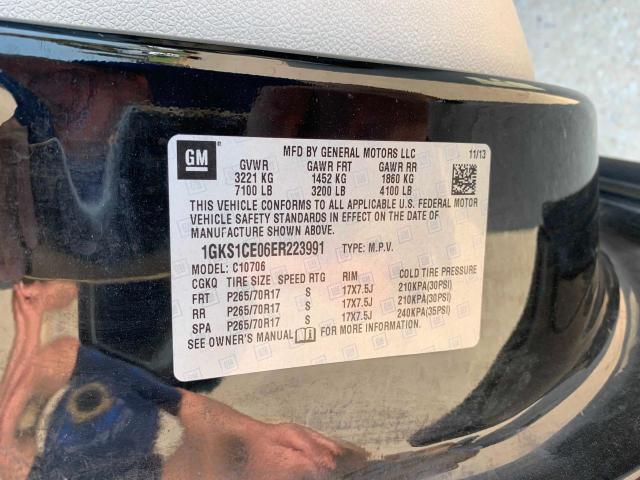 GM
MFD BY GENERAL MOTORS LLC 11/13
GVWR GAWR FRT GAWR RR
3221 KG 1452 KG 1860 KG
7100 LB 3200 LB 4100 LB
THIS VEHICLE CONFORMS TO ALL APPLICABLE U.S. FEDERAL MOTOR
VEHICLE SAFETY STANDARDS IN EFFECT ON THE DATE OF
MANUFACTURE SHOWN ABOVE.
1GKS1CE06ER223991 TYPE: M.P.V.
MODEL: C10706
CGKQ TIRE SIZE SPEED RTG RIM COLD TIRE PRESSURE
FRT P265/70R17 S 17X7.5J 210KPA(30PSI)
RR P265/70R17 S 17X7.5J 210KPA(30PSI)
SPA P265/70R17 S 17X7.5J 240KPA(35PSI)
SEE OWNER'S MANUAL FOR MORE INFORMATION.